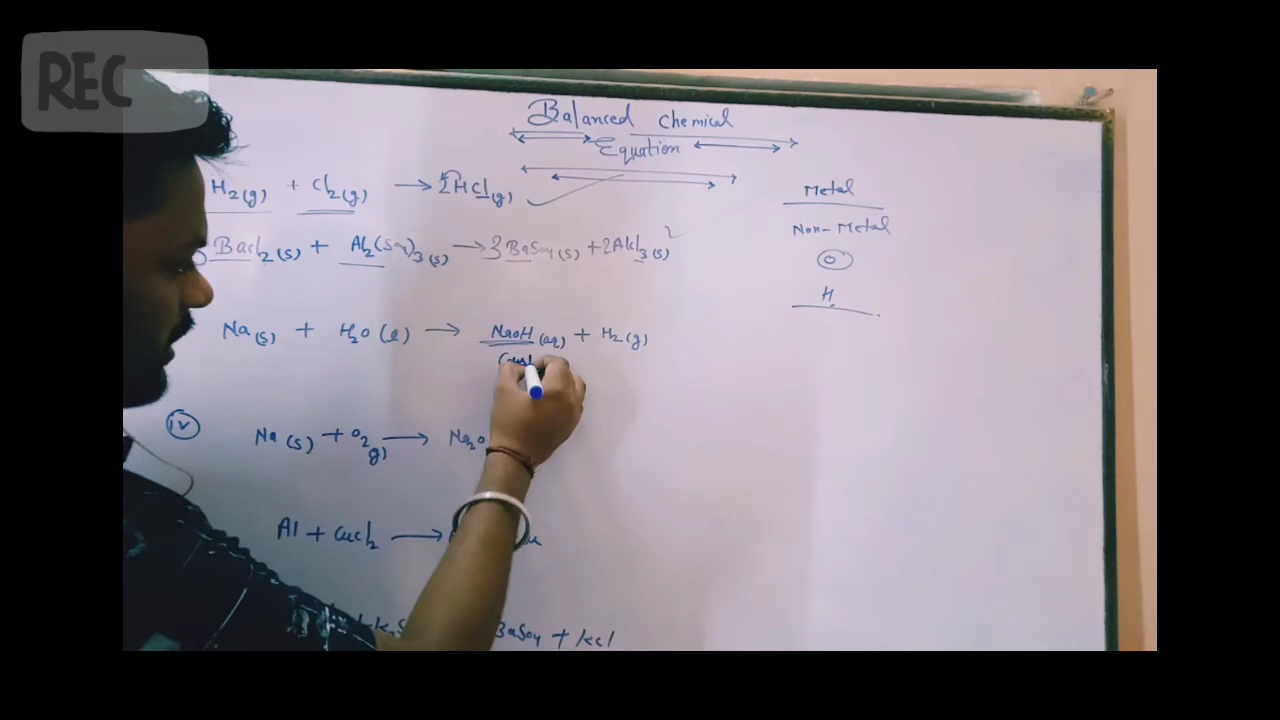 REC
Balanced chemical
Equation
H2(g) + Cl2(g) → 2HCl(g)
BaCl2(s) + Al2(SO4)3(s) → 3BaSO4(s) + 2AlCl3(s)
Metal
Non-Metal
O
H
Na(s) + H2O(l) → NaOH(aq) + H2(g)
(iv) Na(s) + O2 g) → Na2O
Al + CuCl2 →
BaSO4 + KCl